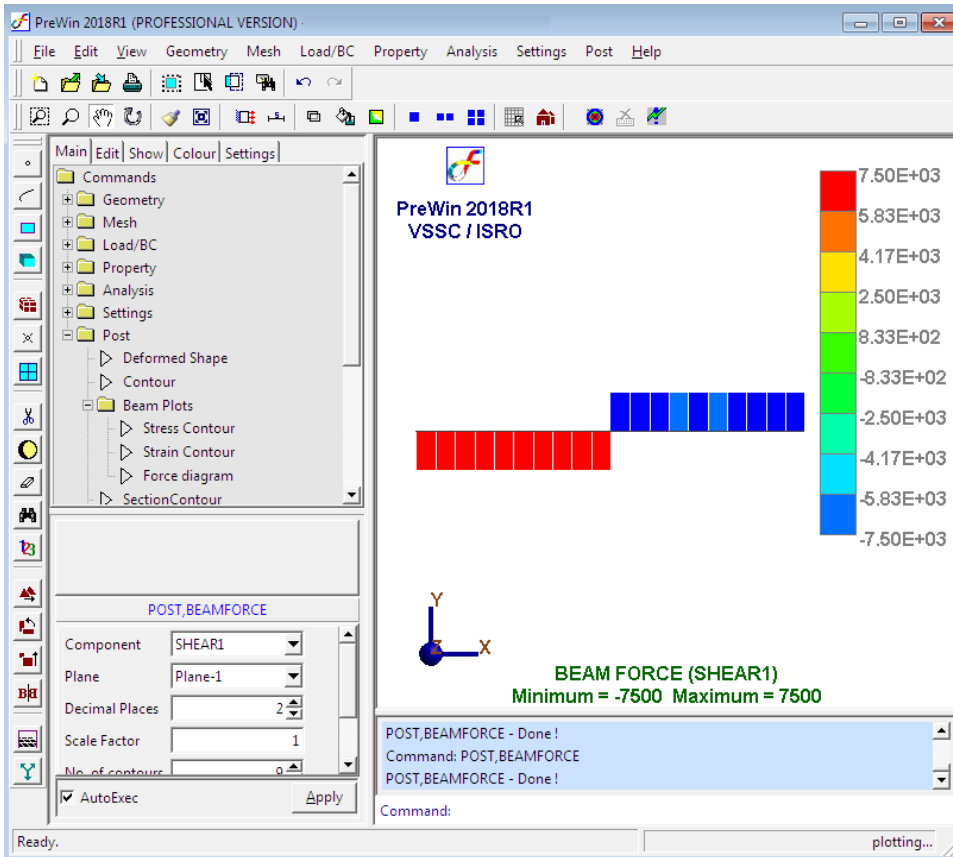 PreWin 2018R1 (PROFESSIONAL VERSION) -
File Edit View Geometry Mesh Load/BC Property Analysis Settings Post Help
Main Edit Show Colour Settings
Commands
Geometry
Mesh
Load/BC
Property
Analysis
Settings
Post
Deformed Shape
Contour
Beam Plots
Stress Contour
Strain Contour
Force diagram
SectionContour
POST,BEAMFORCE
Component SHEAR1
Plane Plane-1
Decimal Places 2
Scale Factor 1
No. of contours 9
AutoExec Apply
PreWin 2018R1
VSSC / ISRO
7.50E+03
5.83E+03
4.17E+03
2.50E+03
8.33E+02
-8.33E+02
-2.50E+03
-4.17E+03
-5.83E+03
-7.50E+03
Y
Z X
BEAM FORCE (SHEAR1)
Minimum = -7500 Maximum = 7500
POST,BEAMFORCE - Done !
Command: POST,BEAMFORCE
POST,BEAMFORCE - Done !
Command:
Ready. plotting...